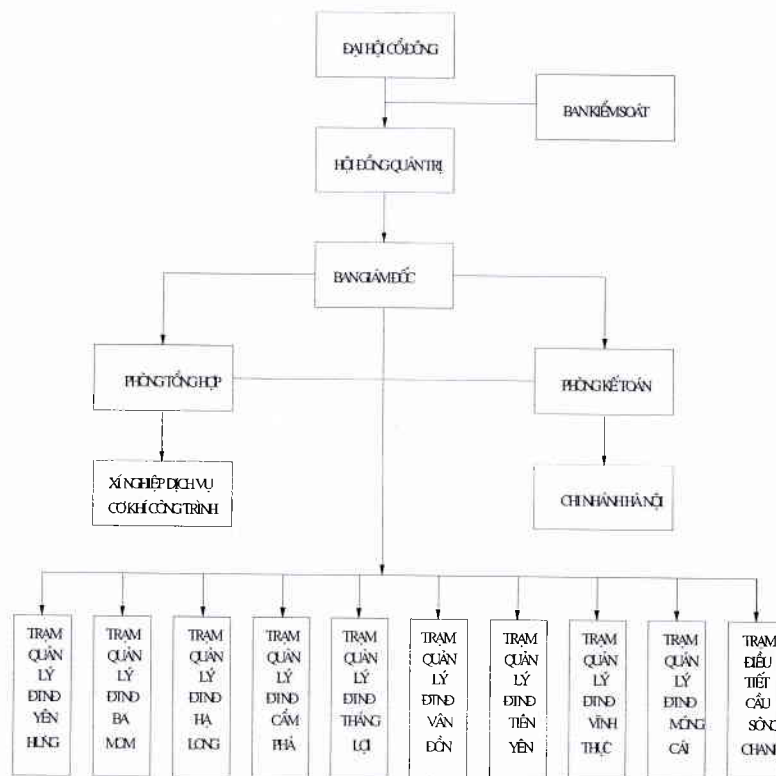 ĐẠI HỘI CỔ ĐÔNG
BAN KIỂM SOÁT
HỘI ĐỒNG QUẢN TRỊ
BAN GIÁM ĐỐC
PHÒNG TỔNG HỢP
PHÒNG KẾ TOÁN
XÍ NGHIỆP DỊCH VỤ
CƠ KHÍ CÔNG TRÌNH
CHI NHÁNH HÀ NỘI
TRẠM
QUẢN
LÝ
ĐTNĐ
YÊN
HƯNG
TRẠM
QUẢN
LÝ
ĐTNĐ
BA
MOM
TRẠM
QUẢN
LÝ
ĐTNĐ
HẠ
LONG
TRẠM
QUẢN
LÝ
ĐTNĐ
CẨM
PHẢ
TRẠM
QUẢN
LÝ
ĐTNĐ
THẮNG
LỢI
TRẠM
QUẢN
LÝ
ĐTNĐ
VÂN
ĐỒN
TRẠM
QUẢN
LÝ
ĐTNĐ
TIÊN
YÊN
TRẠM
QUẢN
LÝ
ĐTNĐ
VĨNH
THỰC
TRẠM
QUẢN
LÝ
ĐTNĐ
MÓNG
CÁI
TRẠM
ĐIỀU
TIẾT
CẦU
SÔNG
CHANH